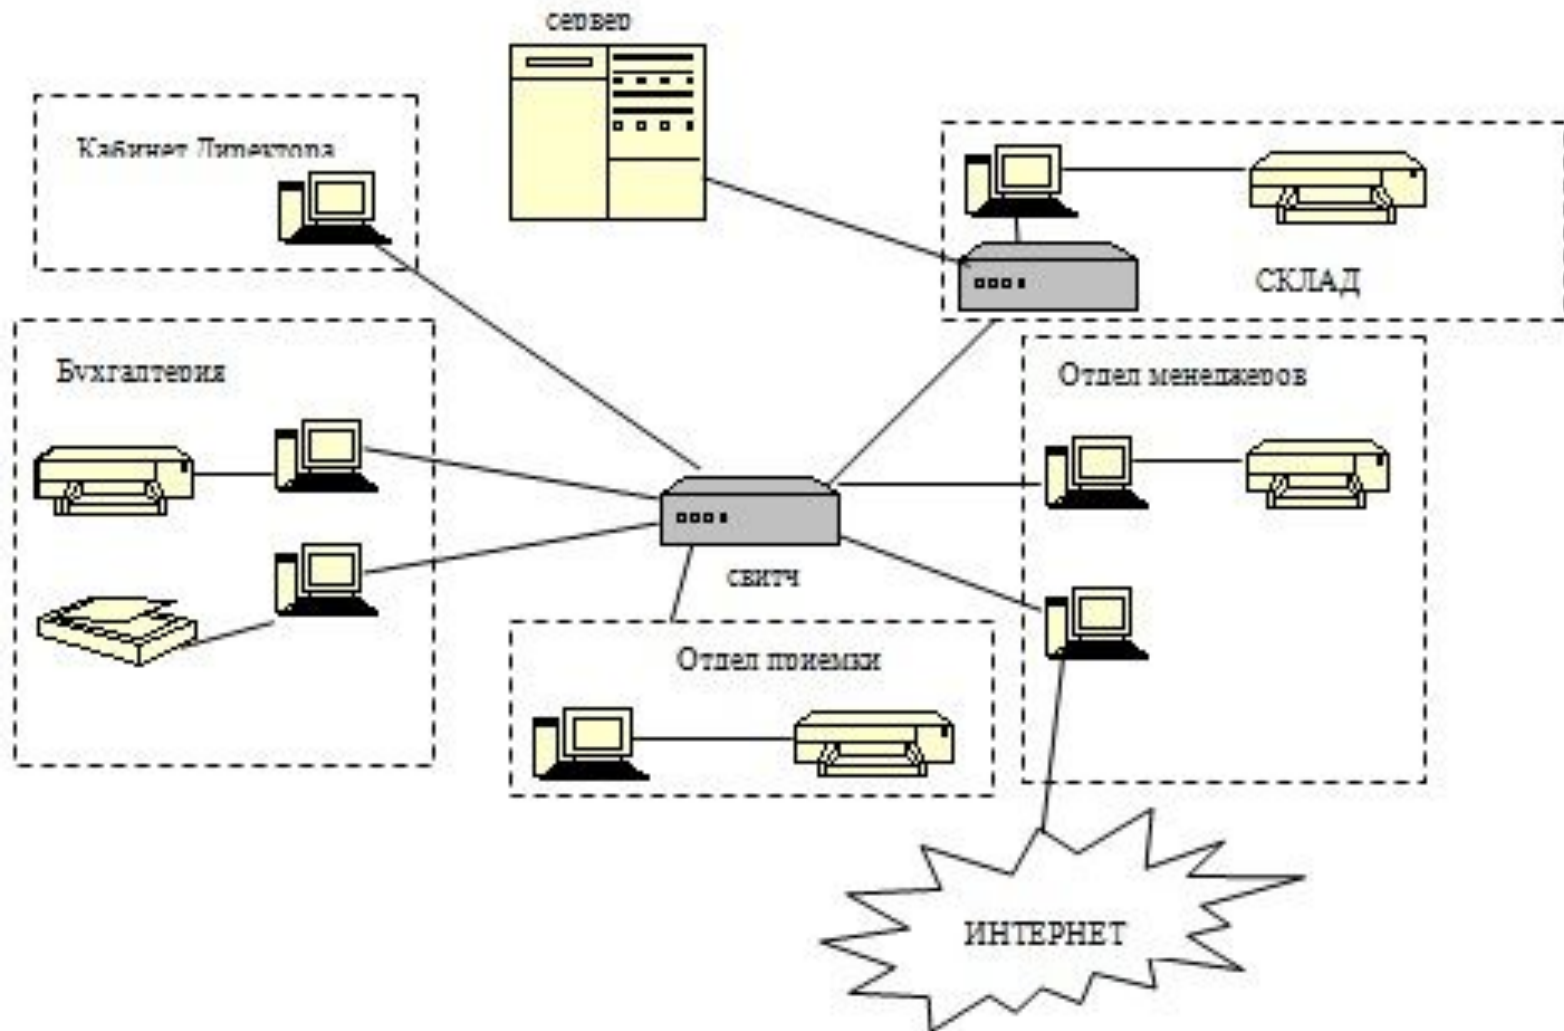 сервер
Кабинет Директора
СКЛАД
Бухгалтерия
Отдел менеджеров
свитч
Отдел приемки
ИНТЕРНЕТ